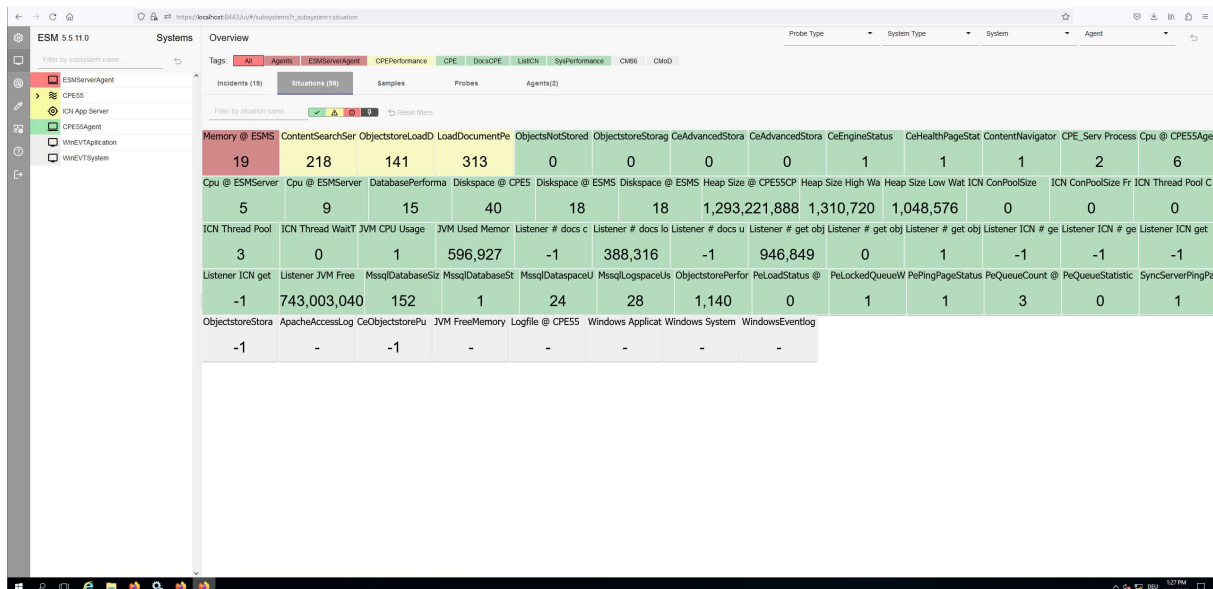 https://localhost:8443/ui/#/subsystems?t_subsystem=situation
ESM 5.5.11.0 Systems
Overview
Probe Type
System Type
System
Agent
Filter by subsystem name ...
Tags: All Agents ESMServerAgent CPEPerformance CPE DocsCPE ListICN SysPerformance CM86 CMoD
ESMServerAgent
CPE55
ICN App Server
CPE55Agent
WinEVTApllication
WinEVTSystem
Incidents (19) Situations (59) Samples Probes Agents(2)
Filter by situation name...
Reset filters
Memory @ ESMS ContentSearchSer ObjectstoreLoadD LoadDocumentPe ObjectsNotStored ObjectstoreStorag CeAdvancedStora CeAdvancedStora CeEngineStatus CeHealthPageStat ContentNavigator CPE_Serv Process Cpu @ CPE55Age
19 218 141 313 0 0 0 0 1 1 1 2 6
Cpu @ ESMServer Cpu @ ESMServer DatabasePerforma Diskspace @ CPE5 Diskspace @ ESMS Diskspace @ ESMS Heap Size @ CPE55CP Heap Size High Wa Heap Size Low Wat ICN ConPoolSize ICN ConPoolSize Fr ICN Thread Pool C
5 9 15 40 18 18 1,293,221,888 1,310,720 1,048,576 0 0 0
ICN Thread Pool ICN Thread WaitT JVM CPU Usage JVM Used Memor Listener # docs c Listener # docs lo Listener # docs u Listener # get obj Listener # get obj Listener # get obj Listener ICN # ge Listener ICN # ge Listener ICN get
3 0 1 596,927 -1 388,316 -1 946,849 0 1 -1 -1 -1
Listener ICN get Listener JVM Free MssqlDatabaseSiz MssqlDatabaseSt MssqlDataspaceU MssqlLogspaceUs ObjectstorePerfor PeLoadStatus @ PeLockedQueueW PePingPageStatus PeQueueCount @ PeQueueStatistic SyncServerPingPa
-1 743,003,040 152 1 24 28 1,140 0 1 1 3 0 1
ObjectstoreStora ApacheAccessLog CeObjectstorePu JVM FreeMemory Logfile @ CPE55 Windows Applicat Windows System WindowsEventlog
-1 - -1 - - - - -
DEU 1:27 PM